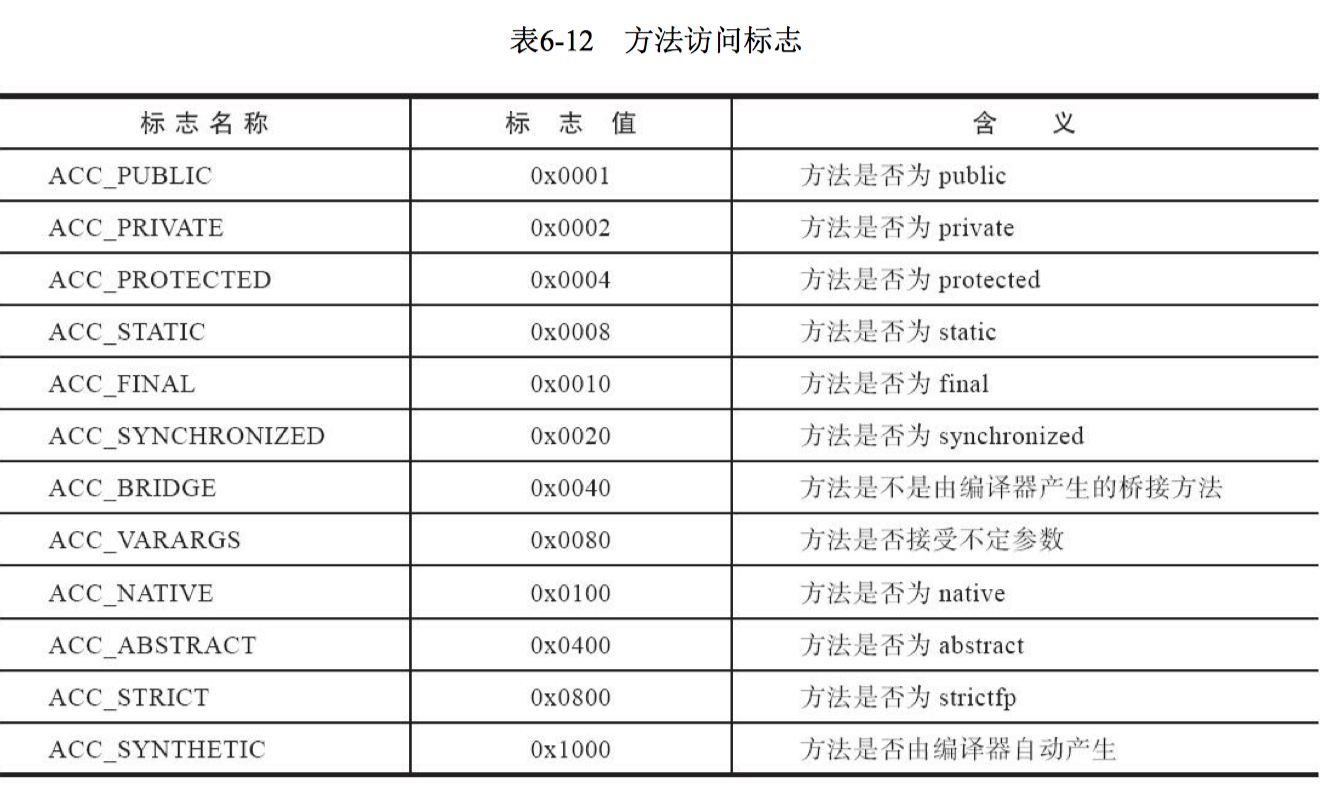 表6-12 方法访问标志
标志名称 标志值 含义
ACC_PUBLIC 0x0001 方法是否为 public
ACC_PRIVATE 0x0002 方法是否为 private
ACC_PROTECTED 0x0004 方法是否为 protected
ACC_STATIC 0x0008 方法是否为 static
ACC_FINAL 0x0010 方法是否为 final
ACC_SYNCHRONIZED 0x0020 方法是否为 synchronized
ACC_BRIDGE 0x0040 方法是不是由编译器产生的桥接方法
ACC_VARARGS 0x0080 方法是否接受不定参数
ACC_NATIVE 0x0100 方法是否为 native
ACC_ABSTRACT 0x0400 方法是否为 abstract
ACC_STRICT 0x0800 方法是否为 strictfp
ACC_SYNTHETIC 0x1000 方法是否由编译器自动产生